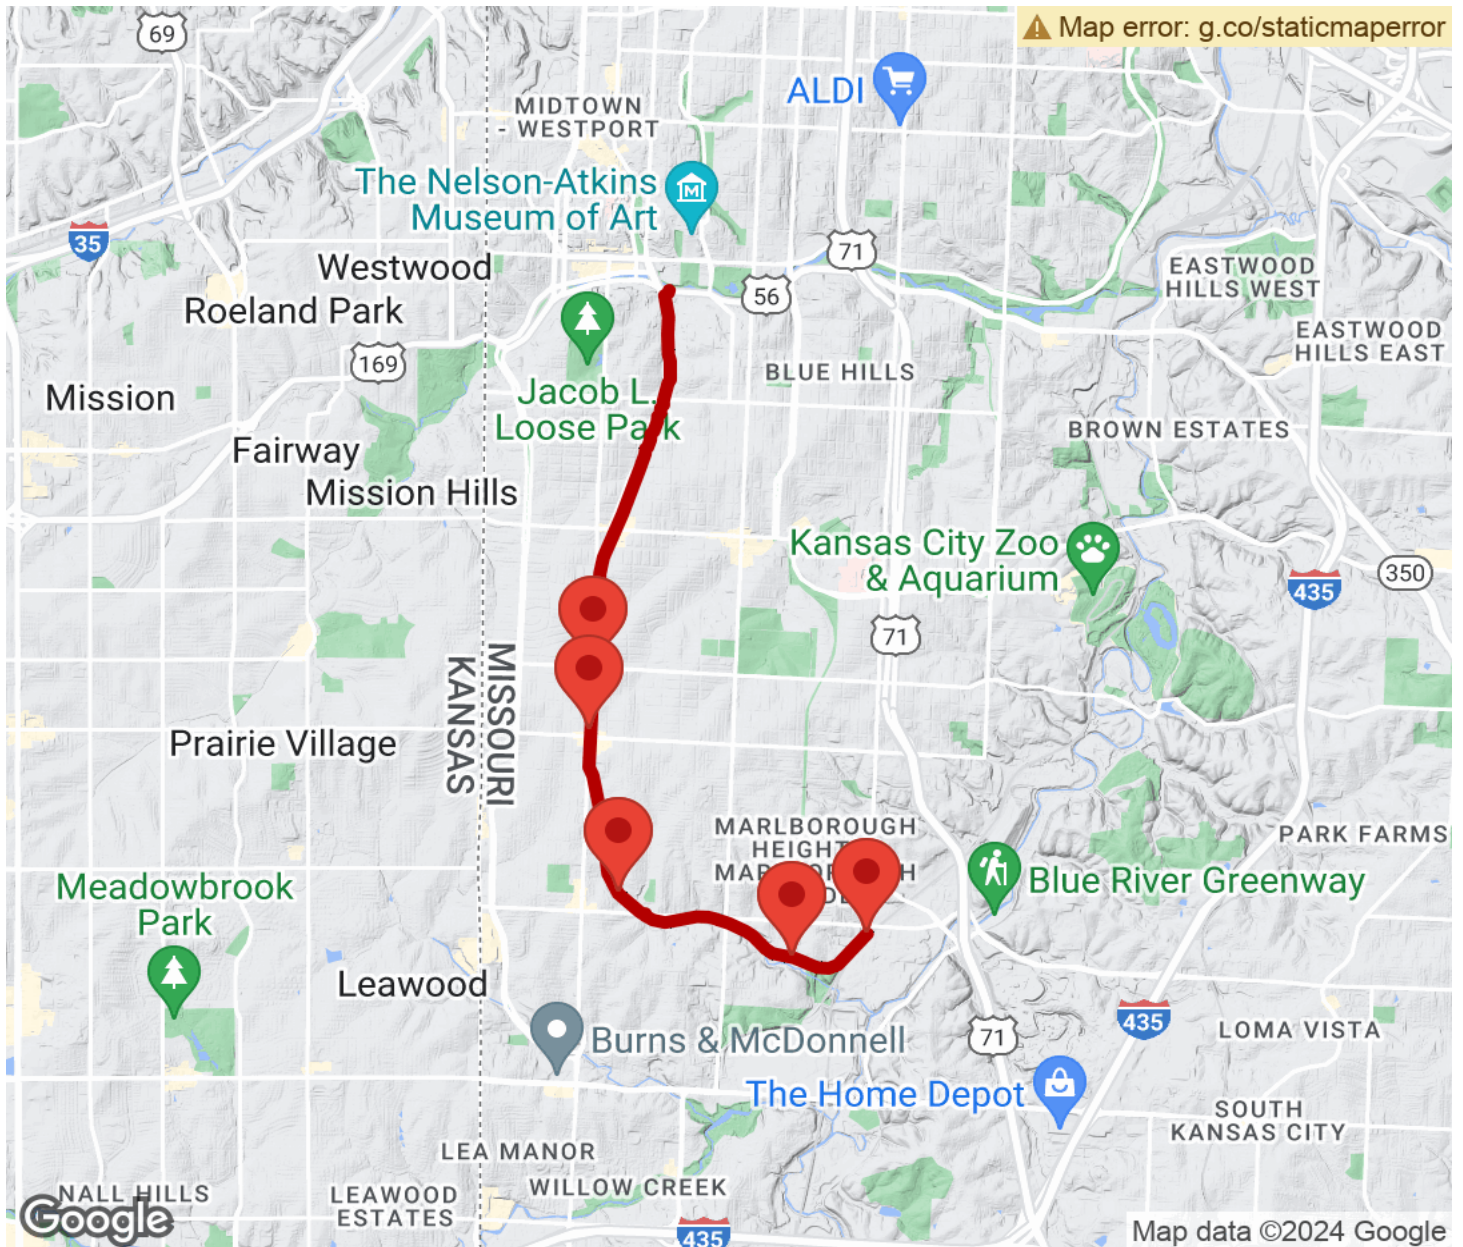 69
Map error: g.co/staticmaperror
ALDI
MIDTOWN
- WESTPORT
The Nelson-Atkins
Museum of Art
35
71
Westwood
EASTWOOD
HILLS WEST
Roeland Park
56
EASTWOOD
HILLS EAST
169
BLUE HILLS
Mission
Jacob L.
Loose Park
BROWN ESTATES
Fairway
Mission Hills
Kansas City Zoo
& Aquarium
350
435
71
MISSOURI
KANSAS
Prairie Village
MARLBOROUGH
PARK FARMS
Meadowbrook
Park
Blue River Greenway
Leawood
435
71
LOMA VISTA
Burns & McDonnell
The Home Depot
SOUTH
KANSAS CITY
LEA MANOR
NALL HILLS
LEAWOOD
ESTATES
WILLOW CREEK
Google
435
Map data ©2024 Google